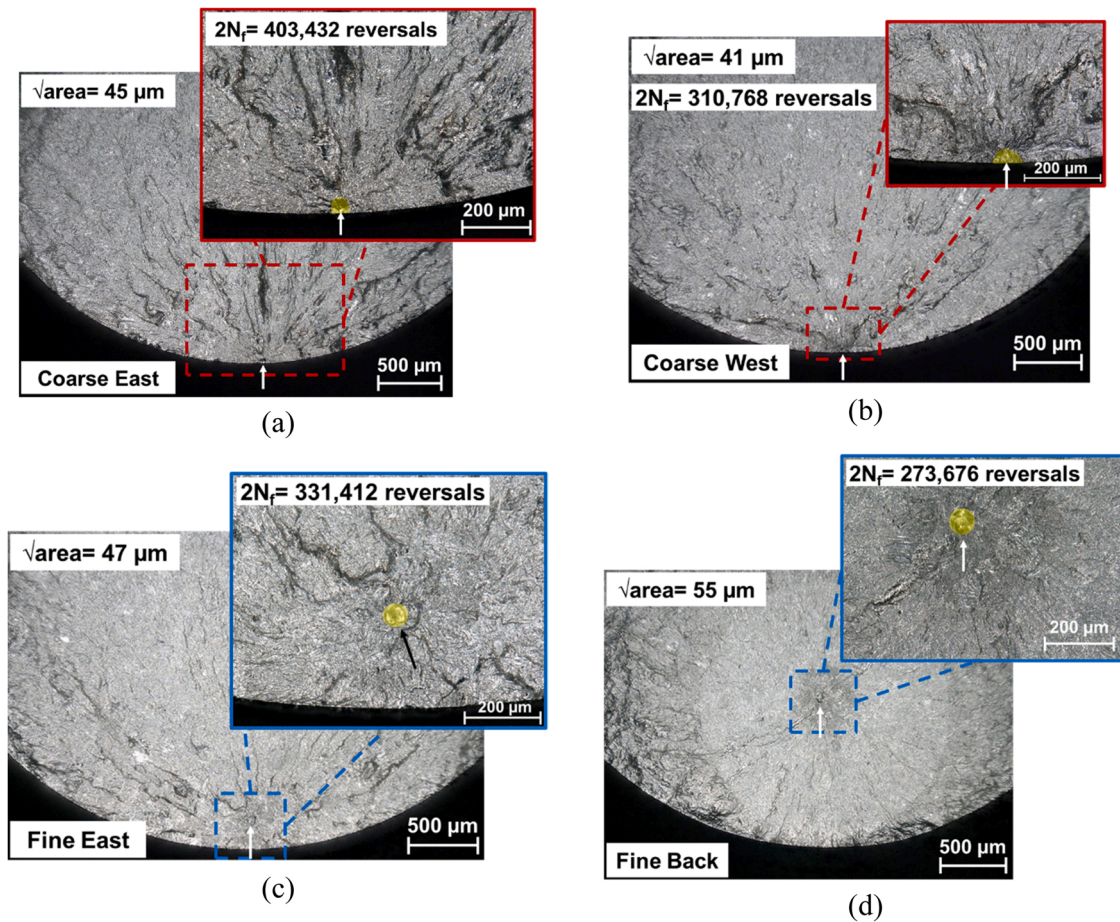 2Nf= 403,432 reversals
√area= 45 µm
200 µm
500 µm
Coarse East
(a)
√area= 41 µm
2Nf= 310,768 reversals
200 µm
500 µm
Coarse West
(b)
2Nf= 331,412 reversals
√area= 47 µm
200 µm
500 µm
Fine East
(c)
2Nf= 273,676 reversals
√area= 55 µm
200 µm
500 µm
Fine Back
(d)